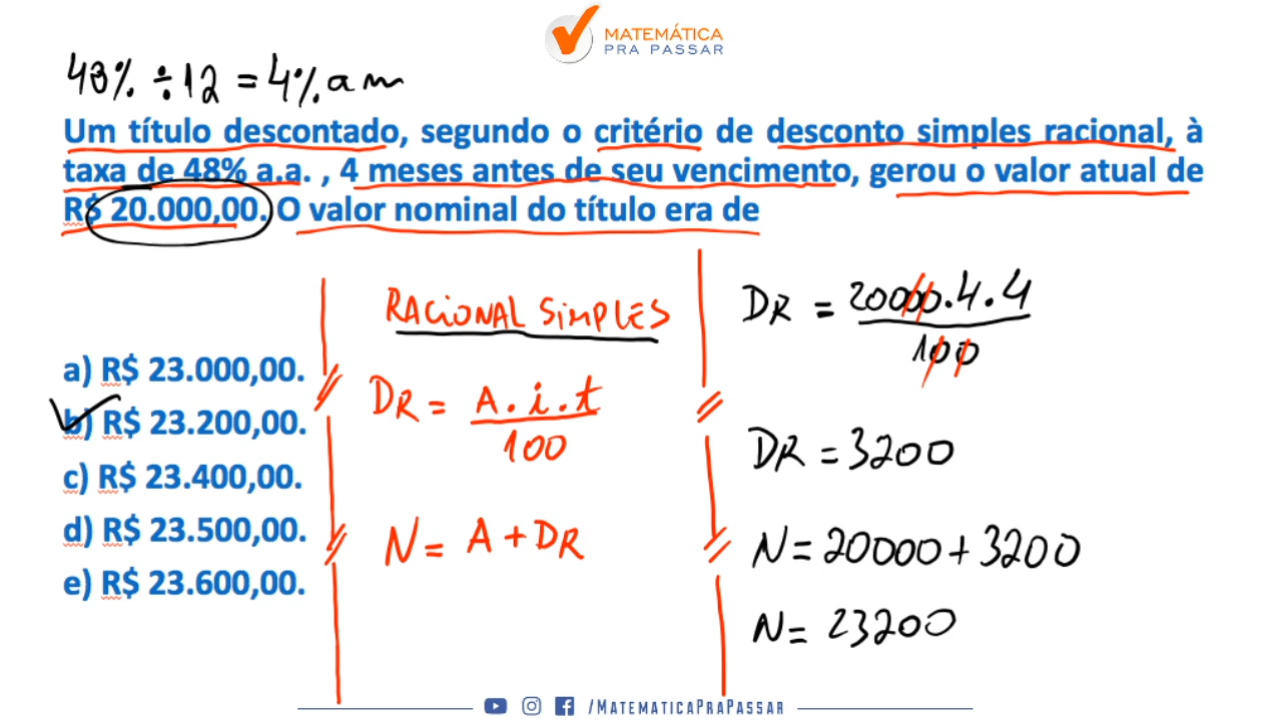 MATEMÁTICA
PRA PASSAR
48% ÷ 12 = 4% a m
Um título descontado, segundo o critério de desconto simples racional, à
taxa de 48% a.a. , 4 meses antes de seu vencimento, gerou o valor atual de
R$ 20.000,00. O valor nominal do título era de
a) R$ 23.000,00.
b) R$ 23.200,00.
c) R$ 23.400,00.
d) R$ 23.500,00.
e) R$ 23.600,00.
RACIONAL SIMPLES
DR = A.i.t
100
N = A + DR
DR = 20000.4.4
100
DR = 3200
N = 20000 + 3200
N = 23200
/MATEMATICAPRAPASSAR